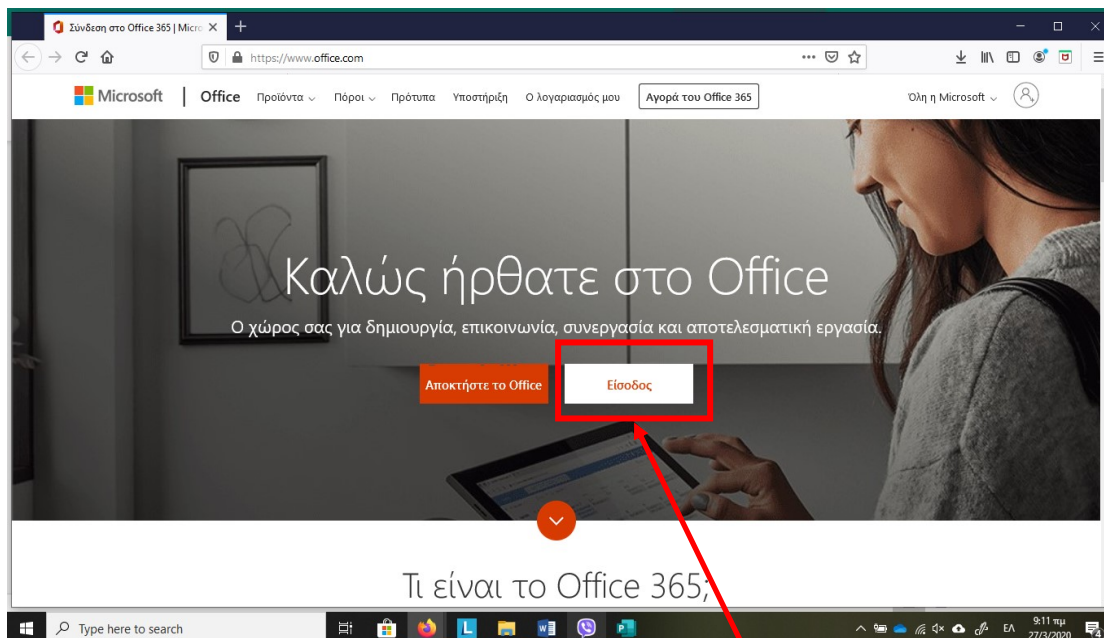 Σύνδεση στο Office 365 | Micro
https://www.office.com
Microsoft | Office Προϊόντα Πόροι Πρότυπα Υποστήριξη Ο λογαριασμός μου Αγορά του Office 365 Όλη η Microsoft
Καλώς ήρθατε στο Office
Ο χώρος σας για δημιουργία, επικοινωνία, συνεργασία και αποτελεσματική εργασία.
Αποκτήστε το Office Είσοδος
Τι είναι το Office 365;
Type here to search ΕΛ 9:11 πμ
27/3/2020